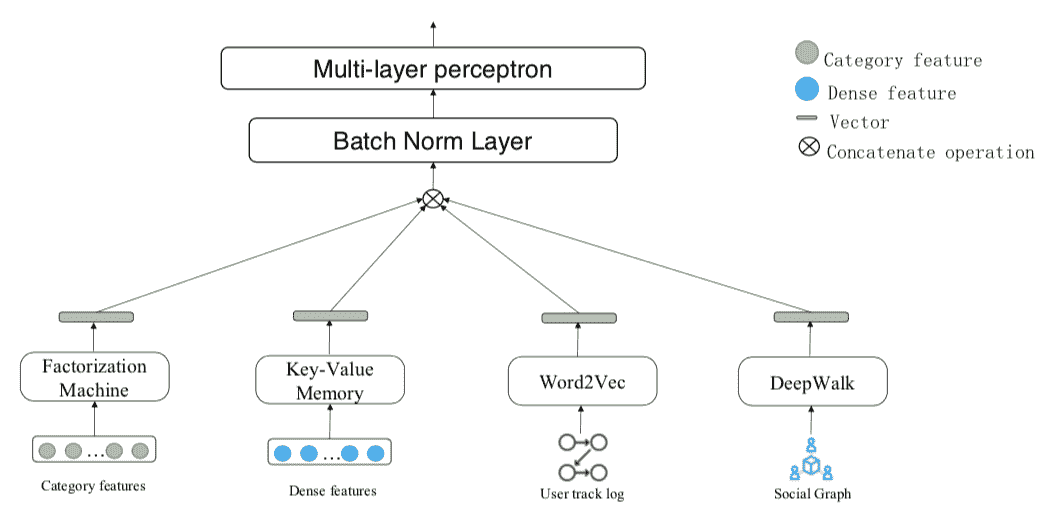 Multi-layer perceptron
Batch Norm Layer
Category feature
Dense feature
Vector
Concatenate operation
Factorization
Machine
Key-Value
Memory
Word2Vec
DeepWalk
...
...
Category features
Dense features
User track log
Social Graph